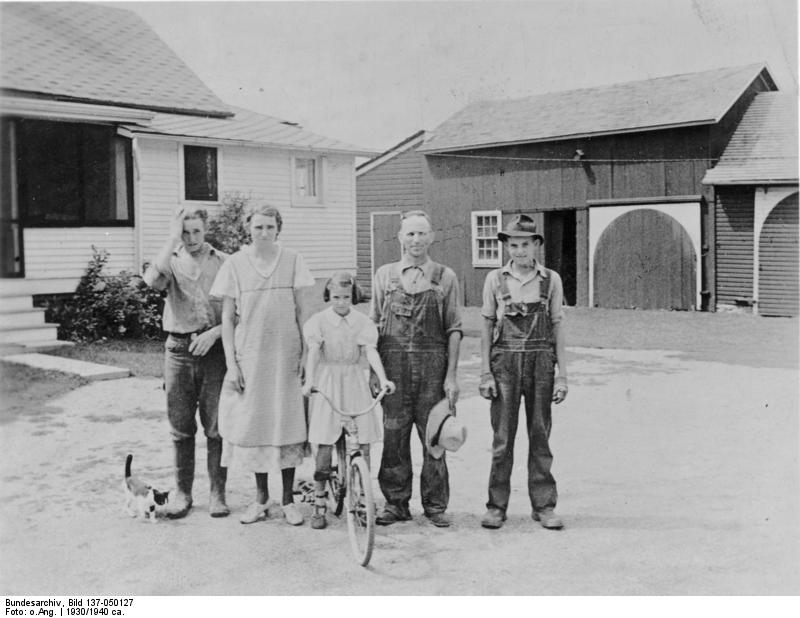 Bundesarchiv, Bild 137-050127
Foto: o.Ang. | 1930/1940 ca.